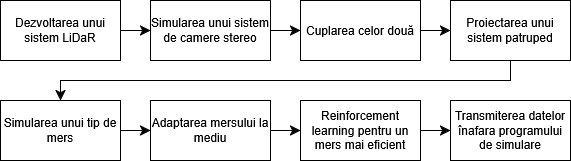 Dezvoltarea unui
sistem LiDaR
Simularea unui sistem
de camere stereo
Cuplarea celor două
Proiectarea unui
sistem patruped
Simularea unui tip de
mers
Adaptarea mersului la
mediu
Reinforcement
learning pentru un
mers mai eficient
Transmiterea datelor
înafara programului
de simulare